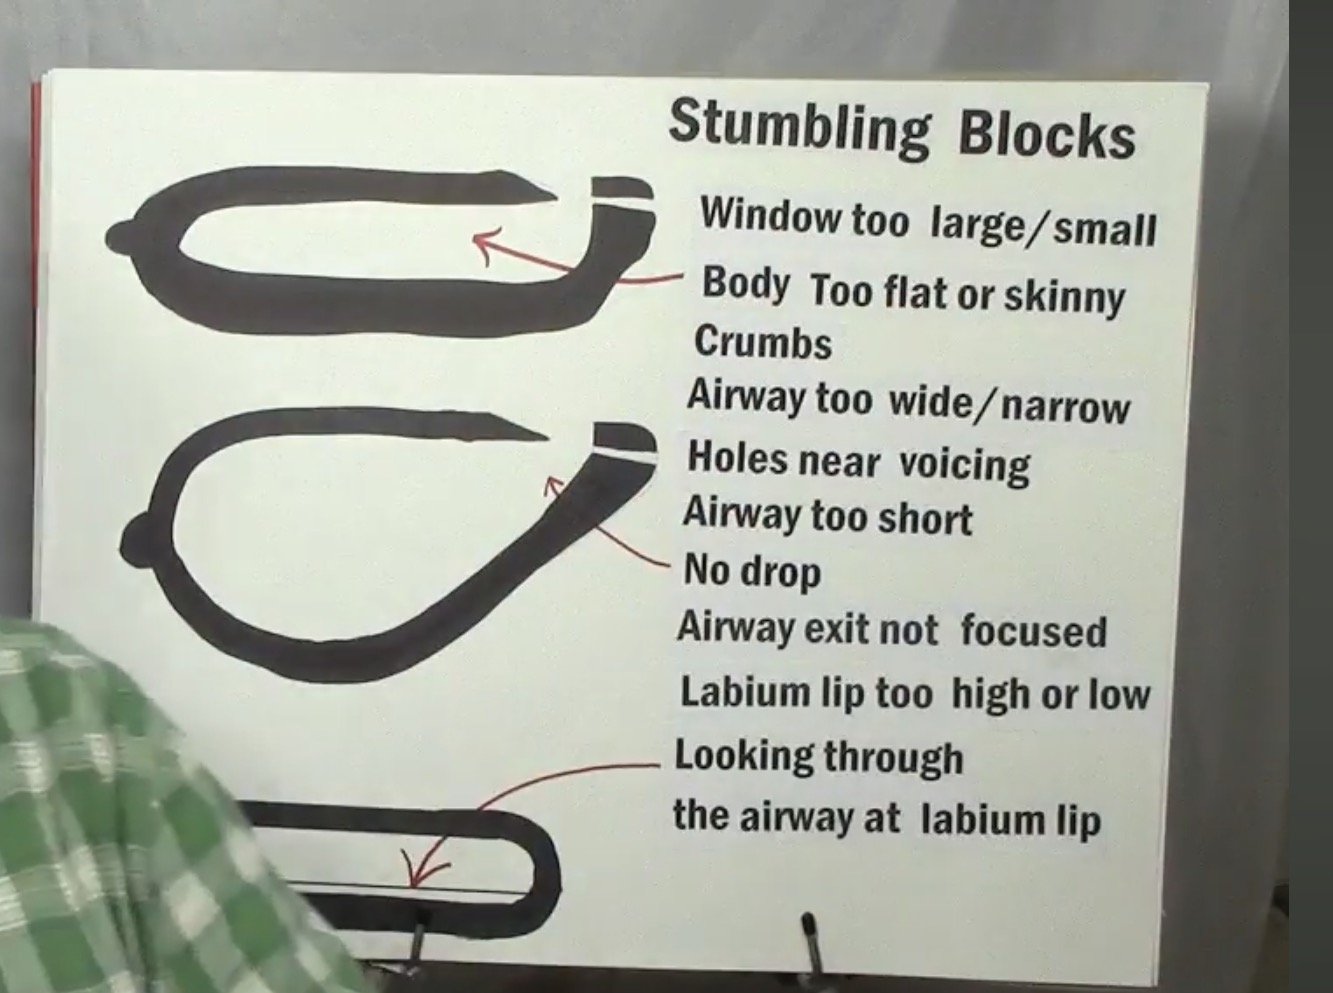 Stumbling Blocks
Window too large/small
Body Too flat or skinny
Crumbs
Airway too wide/narrow
Holes near voicing
Airway too short
No drop
Airway exit not focused
Labium lip too high or low
Looking through
the airway at labium lip